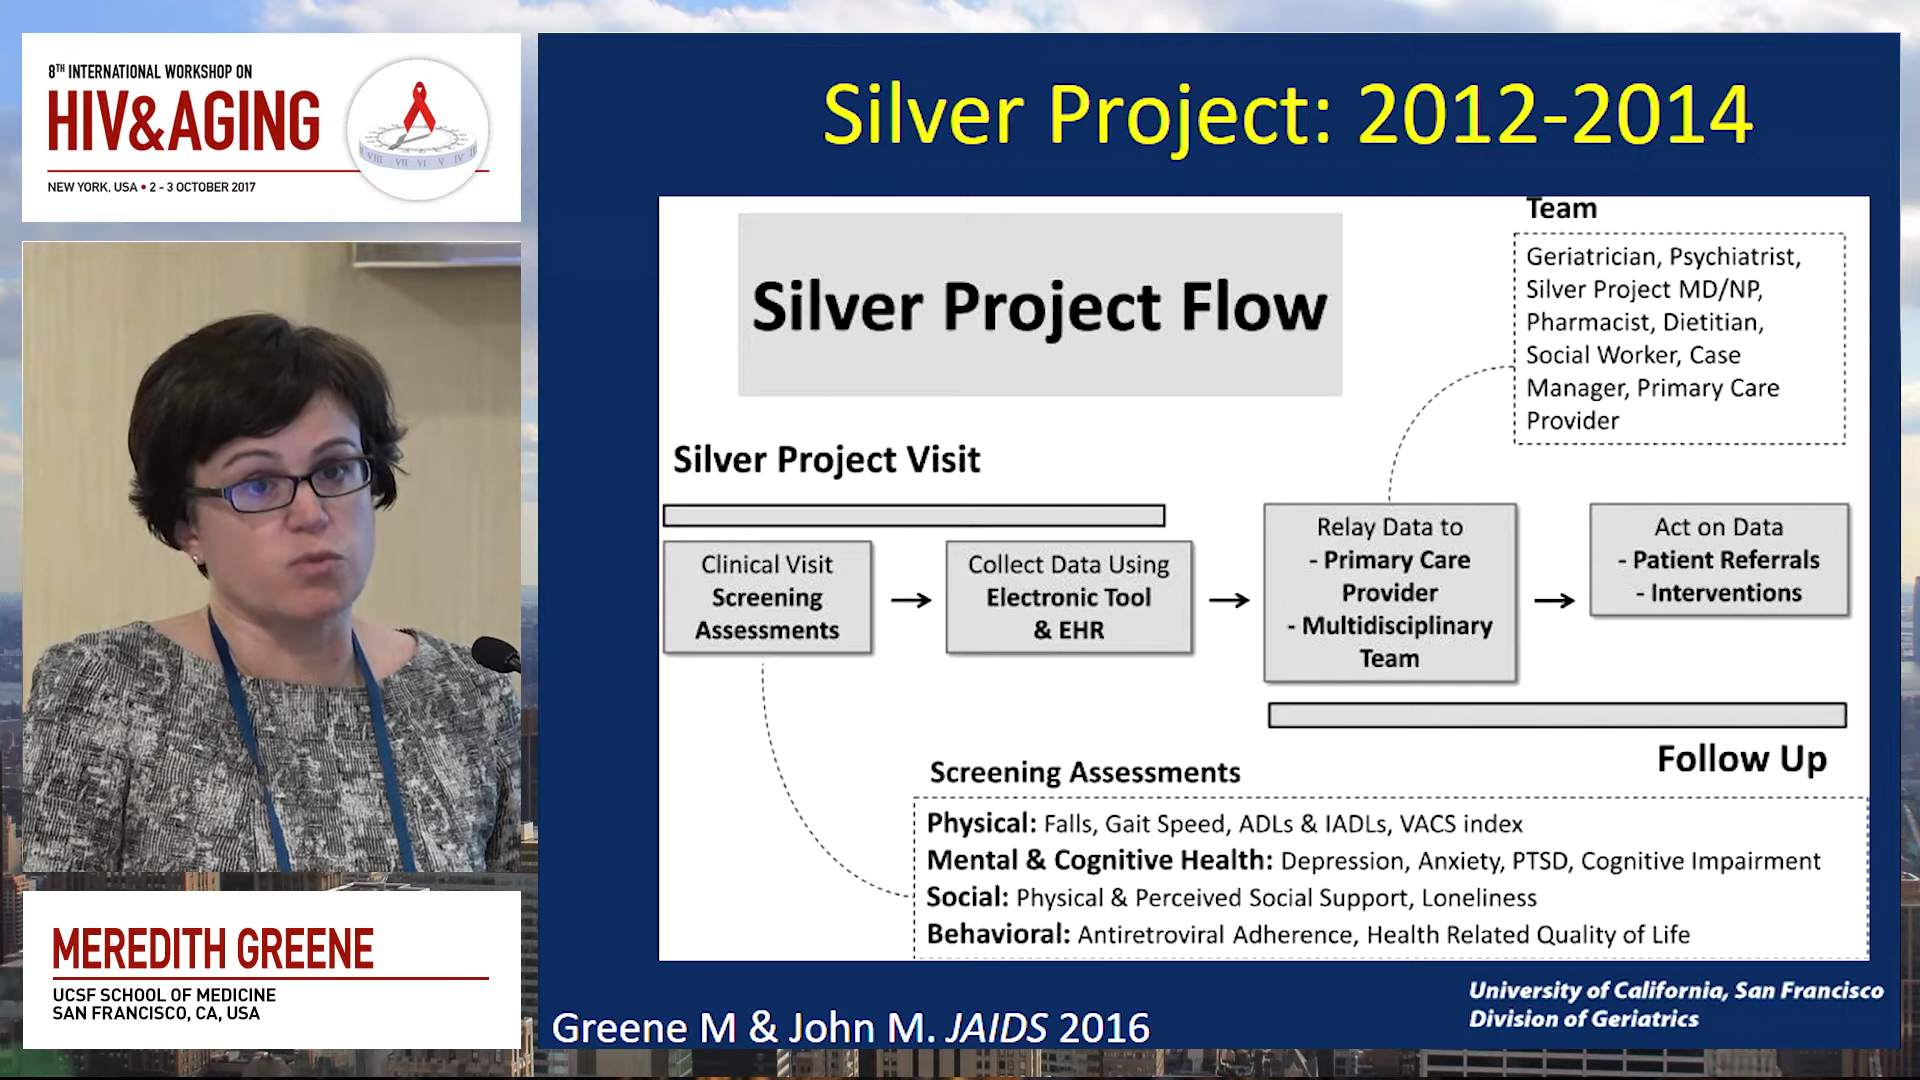 8TH INTERNATIONAL WORKSHOP ON
HIV&AGING
NEW YORK, USA • 2 - 3 OCTOBER 2017
VIII VII VI V IV III
MEREDITH GREENE
UCSF SCHOOL OF MEDICINE
SAN FRANCISCO, CA, USA
Silver Project: 2012-2014
Silver Project Flow
Team
Geriatrician, Psychiatrist,
Silver Project MD/NP,
Pharmacist, Dietitian,
Social Worker, Case
Manager, Primary Care
Provider
Silver Project Visit
Clinical Visit
Screening
Assessments
Collect Data Using
Electronic Tool
& EHR
Relay Data to
- Primary Care
Provider
- Multidisciplinary
Team
Act on Data
- Patient Referrals
- Interventions
Follow Up
Screening Assessments
Physical: Falls, Gait Speed, ADLs & IADLs, VACS index
Mental & Cognitive Health: Depression, Anxiety, PTSD, Cognitive Impairment
Social: Physical & Perceived Social Support, Loneliness
Behavioral: Antiretroviral Adherence, Health Related Quality of Life
University of California, San Francisco
Division of Geriatrics
Greene M & John M. JAIDS 2016